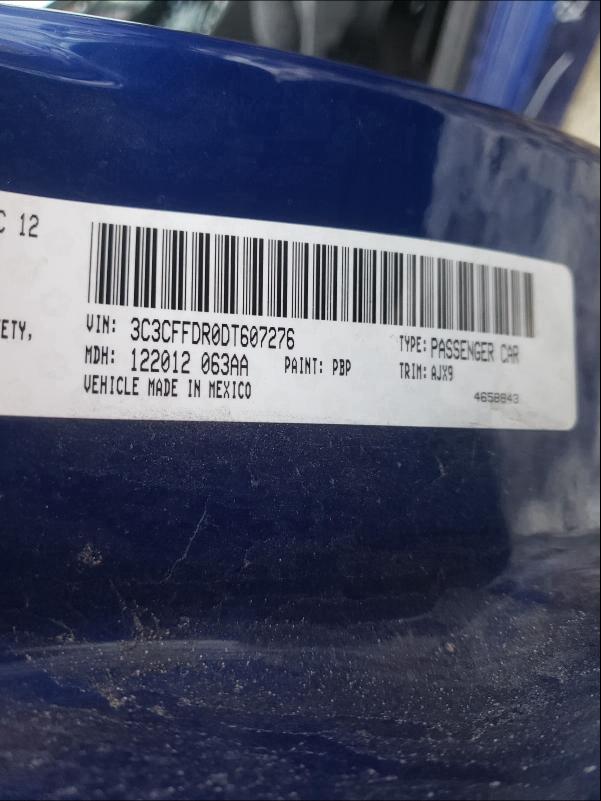 C 12
ETY,
VIN: 3C3CFFDR0DT607276
TYPE: PASSENGER CAR
MDH: 122012 063AA
PAINT: PBP
TRIM: AJX9
VEHICLE MADE IN MEXICO
4658843